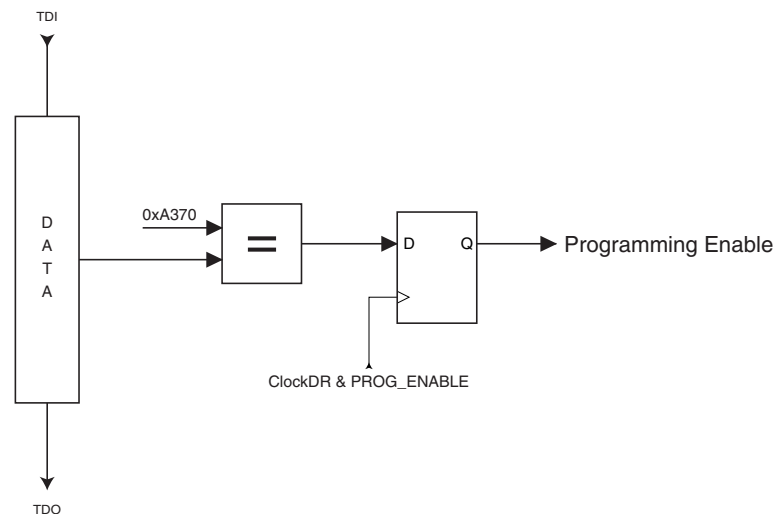 TDI
D
A
T
A
0xA370
=
D
Q
Programming Enable
ClockDR & PROG_ENABLE
TDO